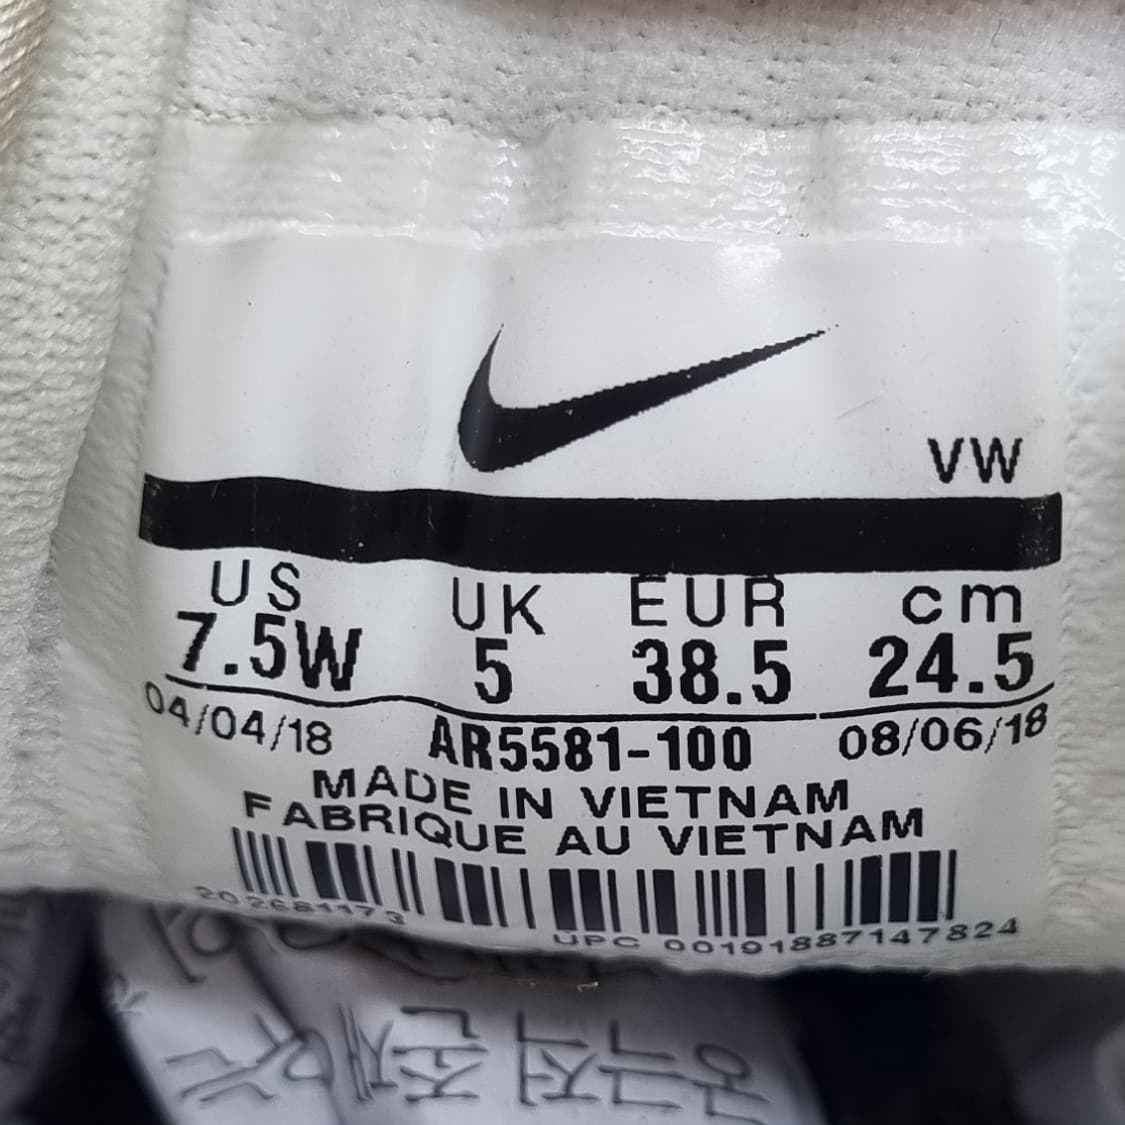 VW
US UK EUR cm
7.5W 5 38.5 24.5
04/04/18 AR5581-100 08/06/18
MADE IN VIETNAM
FABRIQUE AU VIETNAM
2026811173
UPC 00191887147824